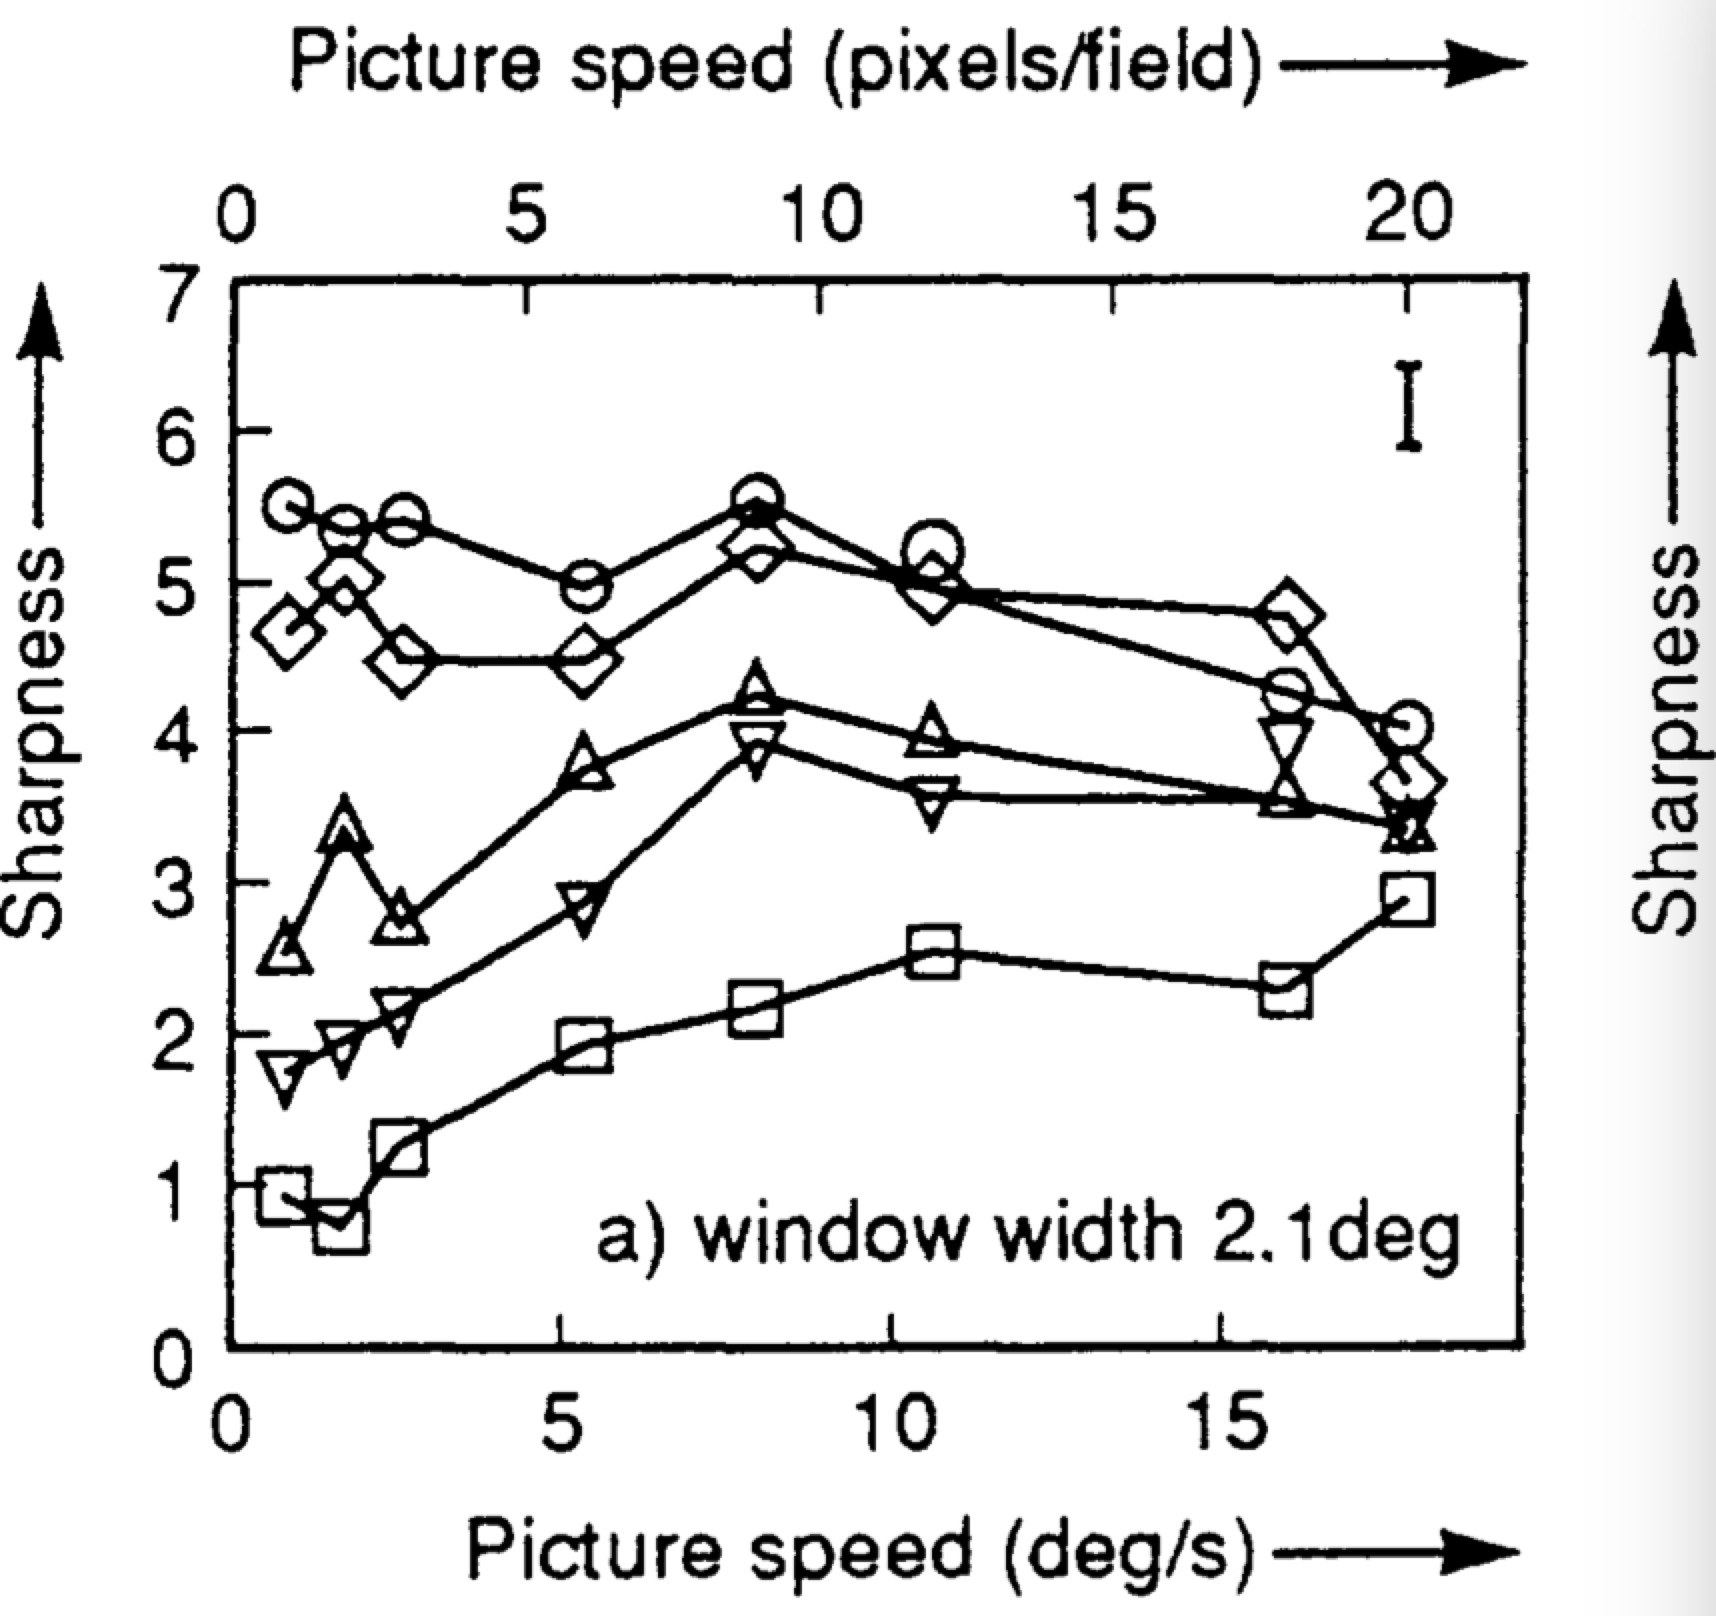 Picture speed (pixels/field)
0 5 10 15 20
7
6
5
4
3
2
1
0
Sharpness
Sharpness
a) window width 2.1deg
0 5 10 15
Picture speed (deg/s)